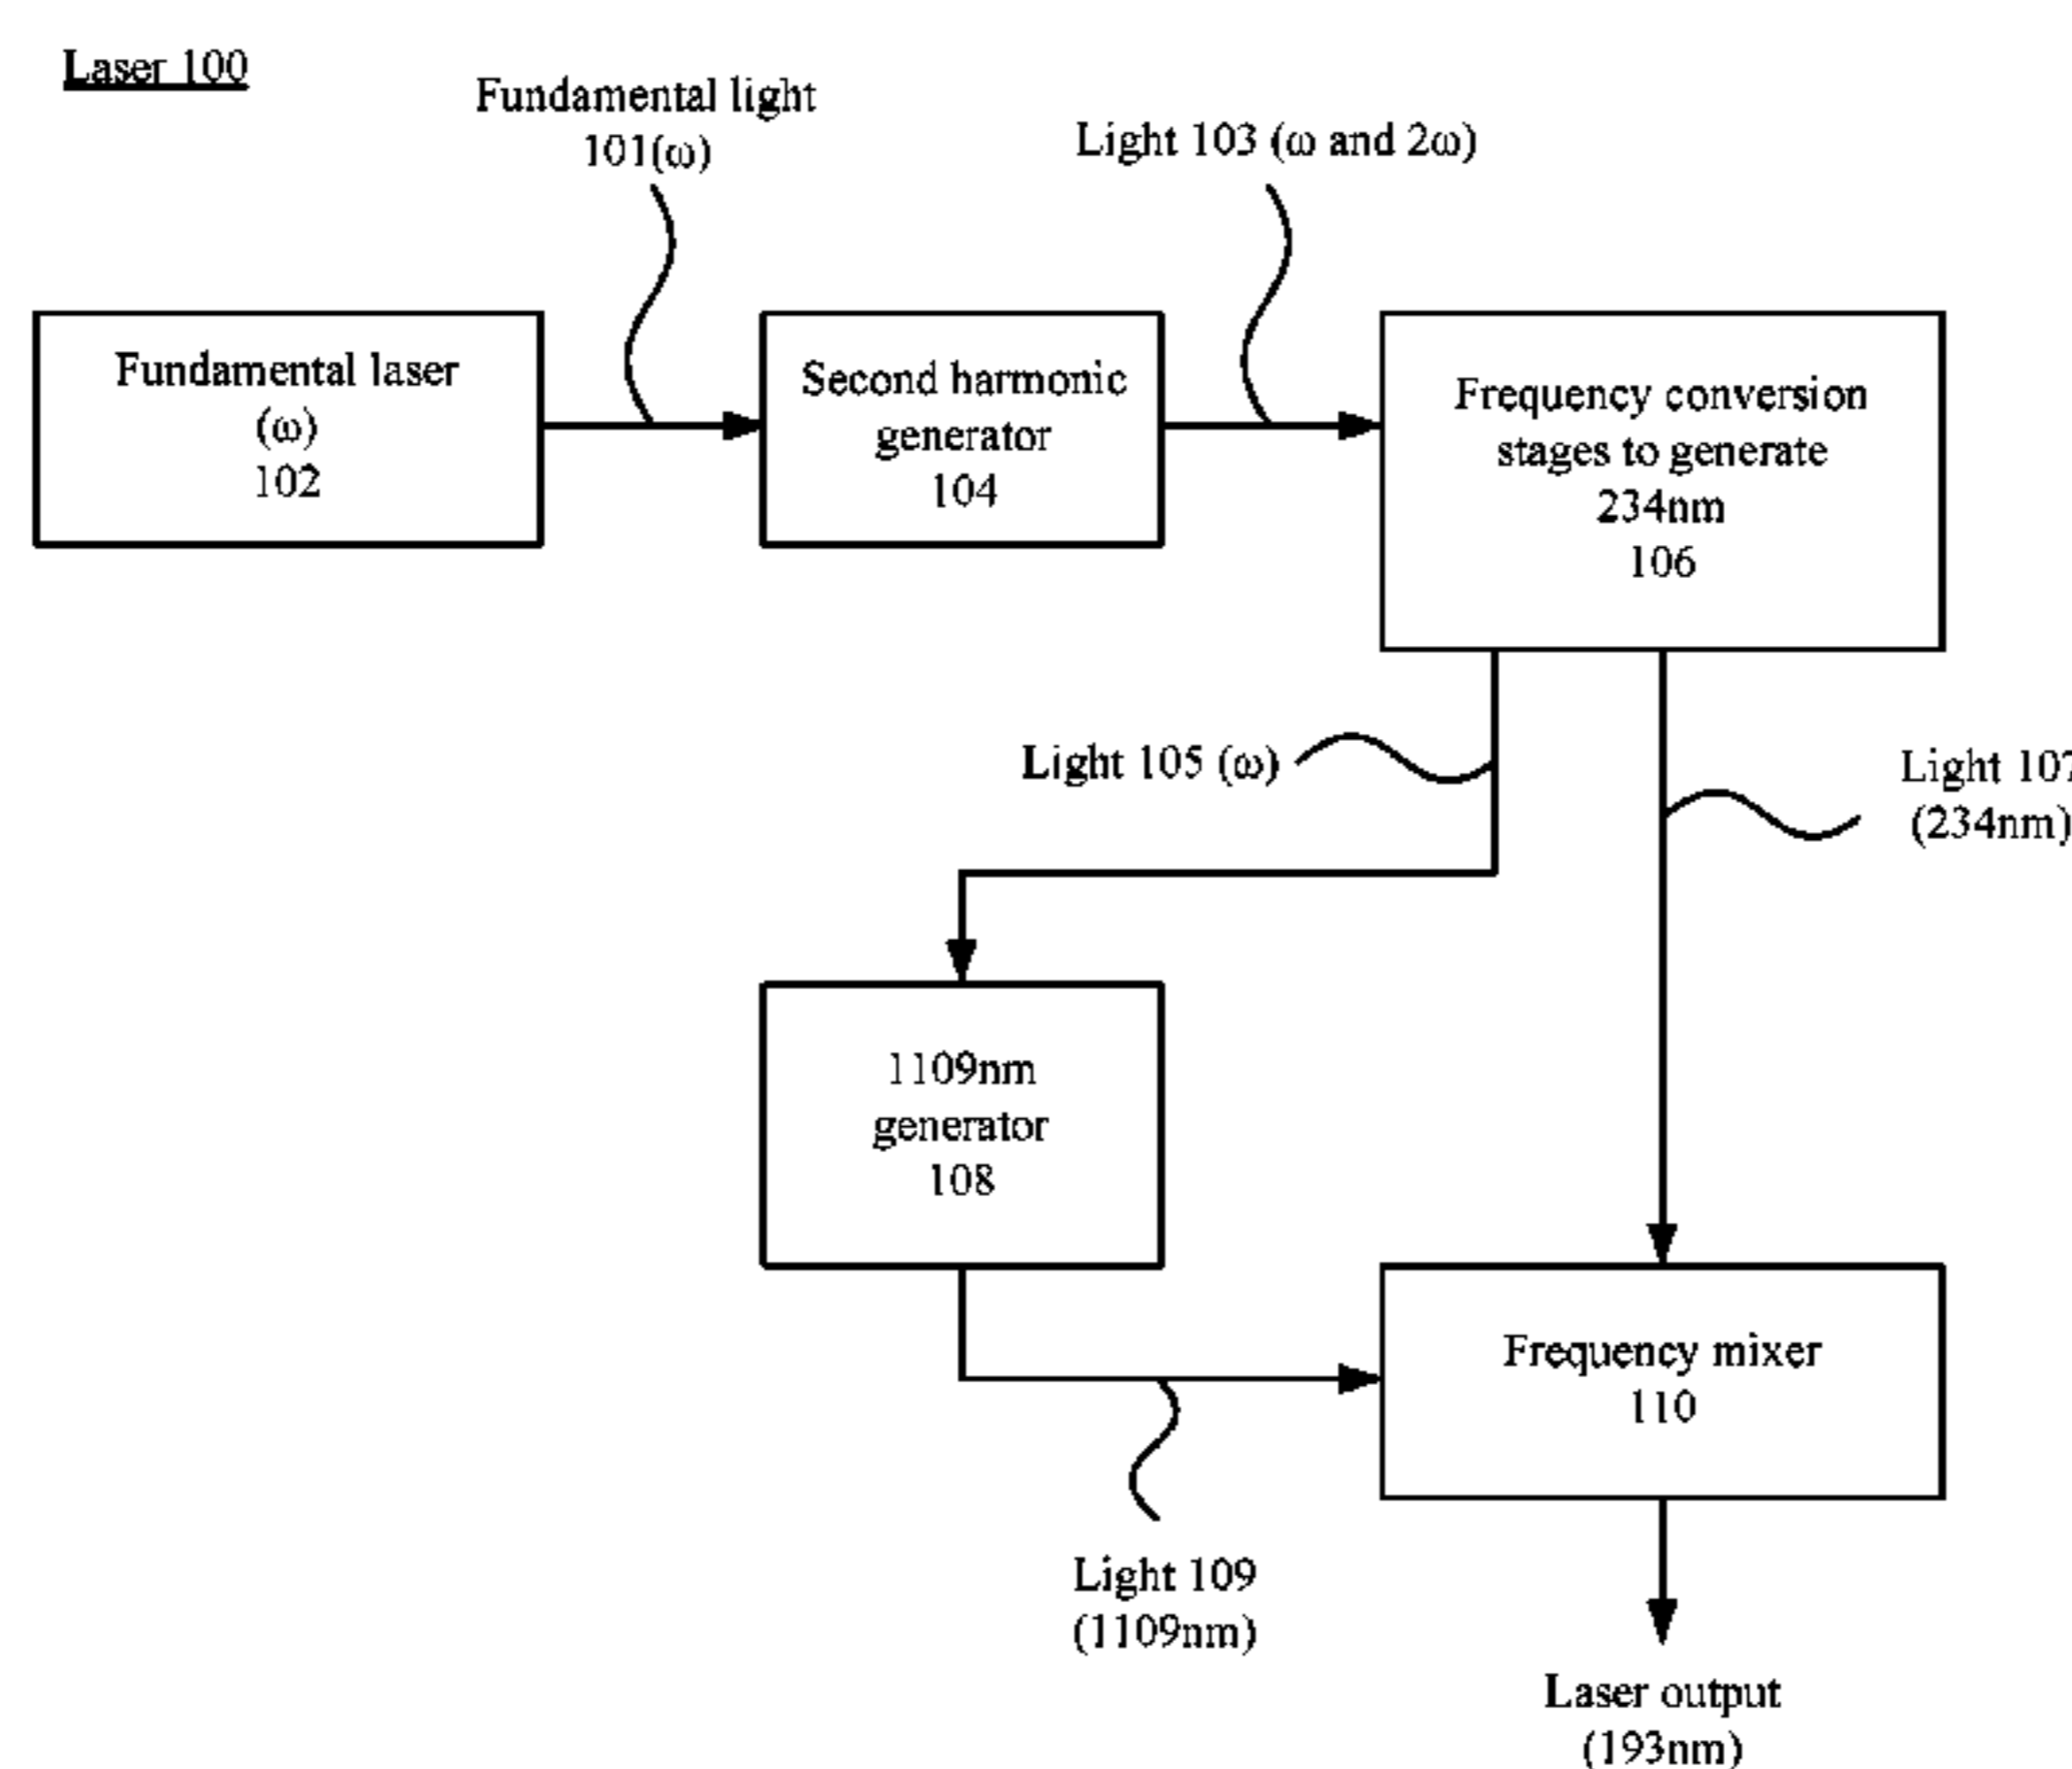 Laser 100
Fundamental light
101(ω)
Light 103 (ω and 2ω)
Fundamental laser
(ω)
102
Second harmonic
generator
104
Frequency conversion
stages to generate
234nm
106
Light 105 (ω)
Light 107
(234nm)
1109nm
generator
108
Frequency mixer
110
Light 109
(1109nm)
Laser output
(193nm)